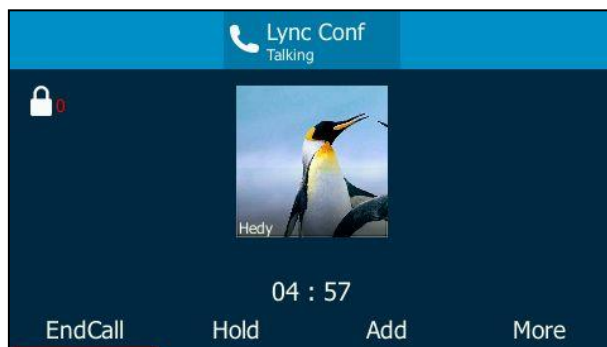 Lync Conf
Talking
0
Hedy
04 : 57
EndCall Hold Add More